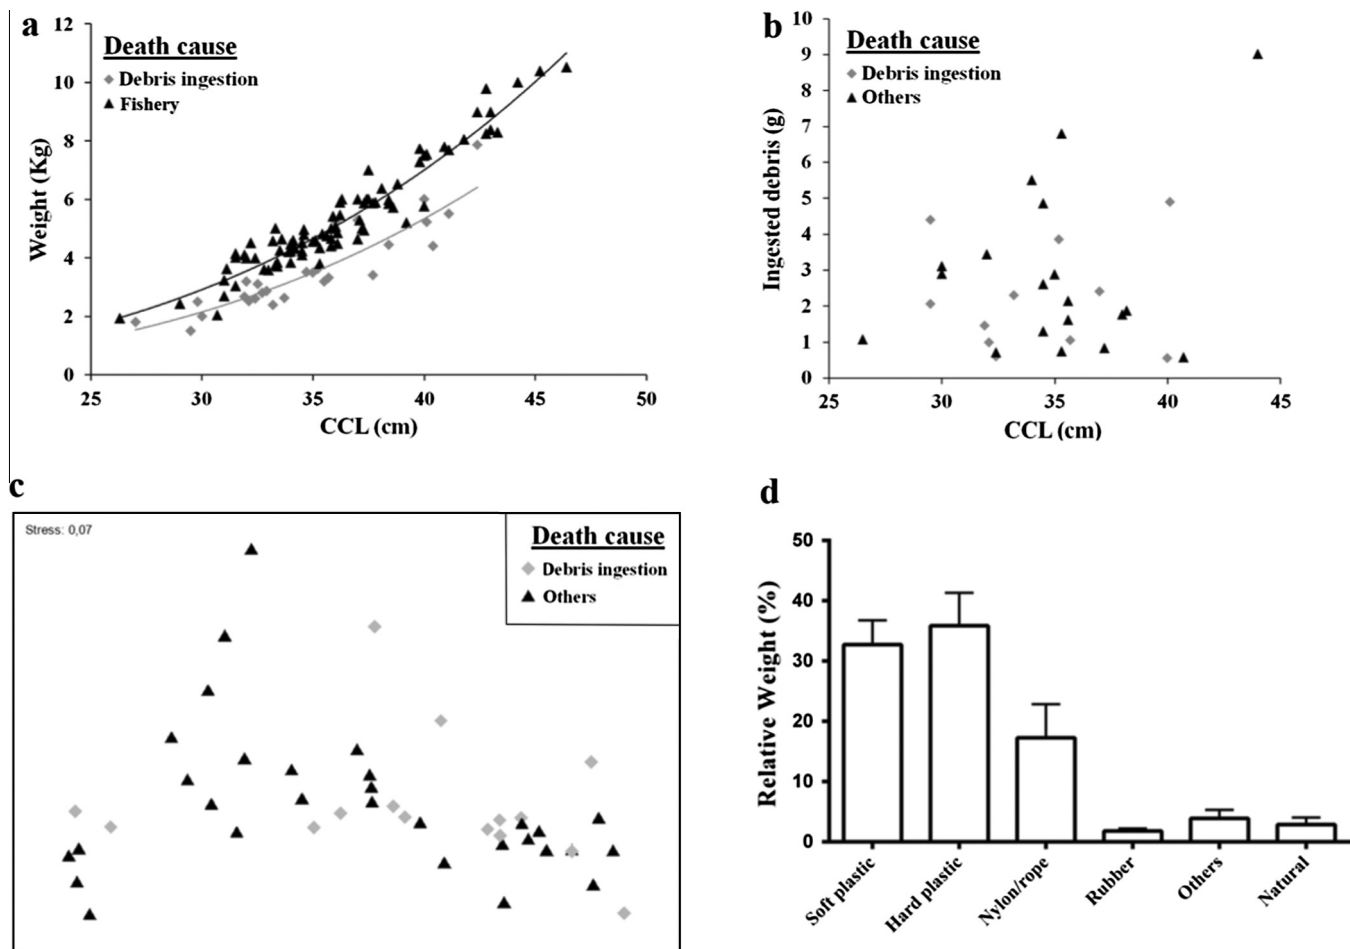 a
Death cause
Debris ingestion
Fishery
Weight (Kg)
12
10
8
6
4
2
0
25 30 35 40 45 50
CCL (cm)
b
Death cause
Debris ingestion
Others
Ingested debris (g)
10
9
8
7
6
5
4
3
2
1
0
25 30 35 40 45
CCL (cm)
c
Stress: 0,07
Death cause
Debris ingestion
Others
d
Relative Weight (%)
50
40
30
20
10
0
Soft plastic
Hard plastic
Nylon/rope
Rubber
Others
Natural